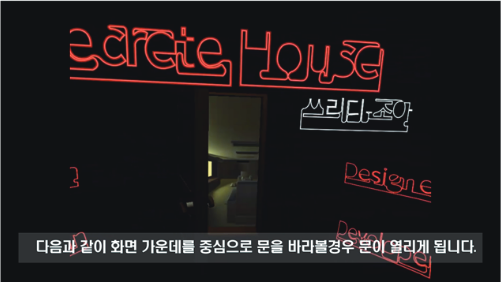 ecrete House
쓰리티조아
Designe
Develope
다음과 같이 화면 가운데를 중심으로 문을 바라볼경우 문이 열리게 됩니다.